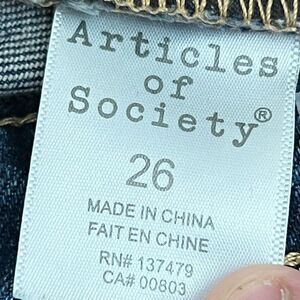 Articles
of
Society®
26
MADE IN CHINA
FAIT EN CHINE
RN# 137479
CA# 00803